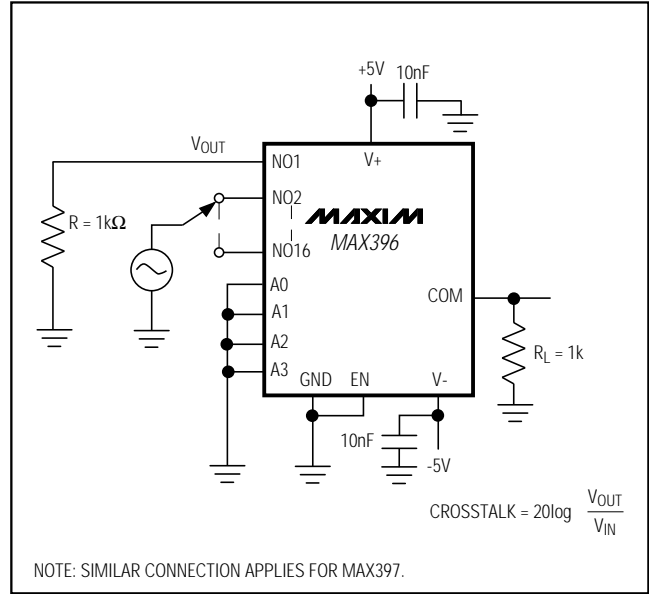 +5V 10nF
VOUT
V+
NO1
NO2
R = 1kΩ
MAXIM
MAX396
NO16
A0
COM
A1
A2
RL = 1k
A3
GND EN V-
10nF
-5V
CROSSTALK = 20log VOUT
VIN
NOTE: SIMILAR CONNECTION APPLIES FOR MAX397.